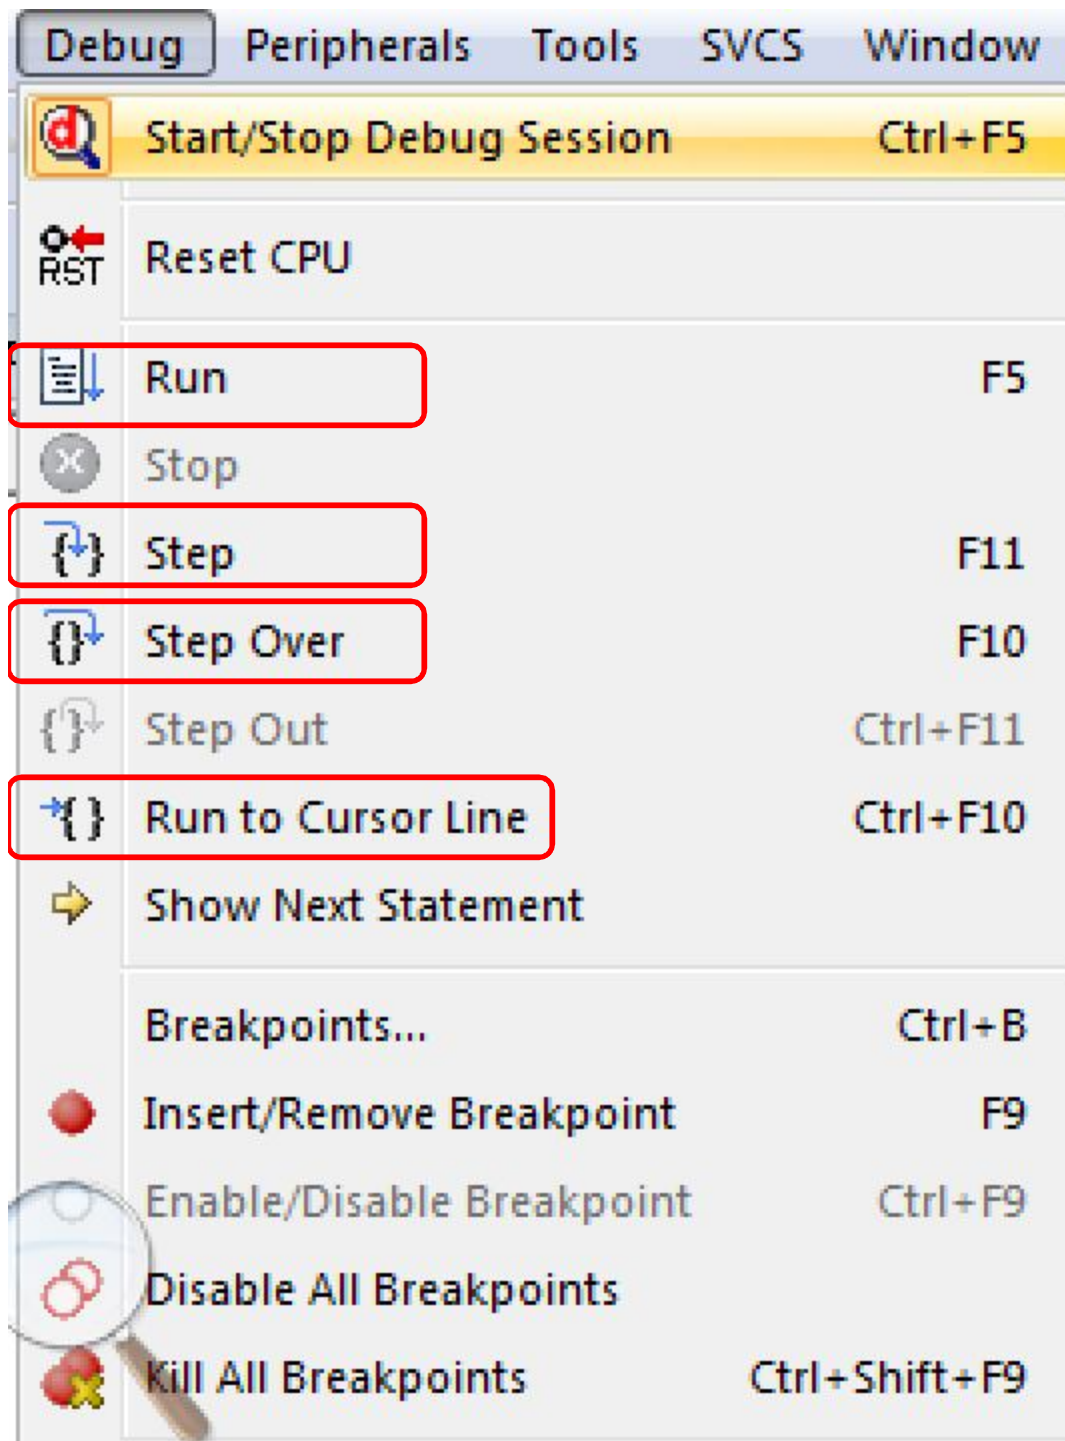 Debug Peripherals Tools SVCS Window
Start/Stop Debug Session Ctrl+F5
RST Reset CPU
Run F5
Stop
Step F11
Step Over F10
Step Out Ctrl+F11
Run to Cursor Line Ctrl+F10
Show Next Statement
Breakpoints... Ctrl+B
Insert/Remove Breakpoint F9
Enable/Disable Breakpoint Ctrl+F9
Disable All Breakpoints
Kill All Breakpoints Ctrl+Shift+F9